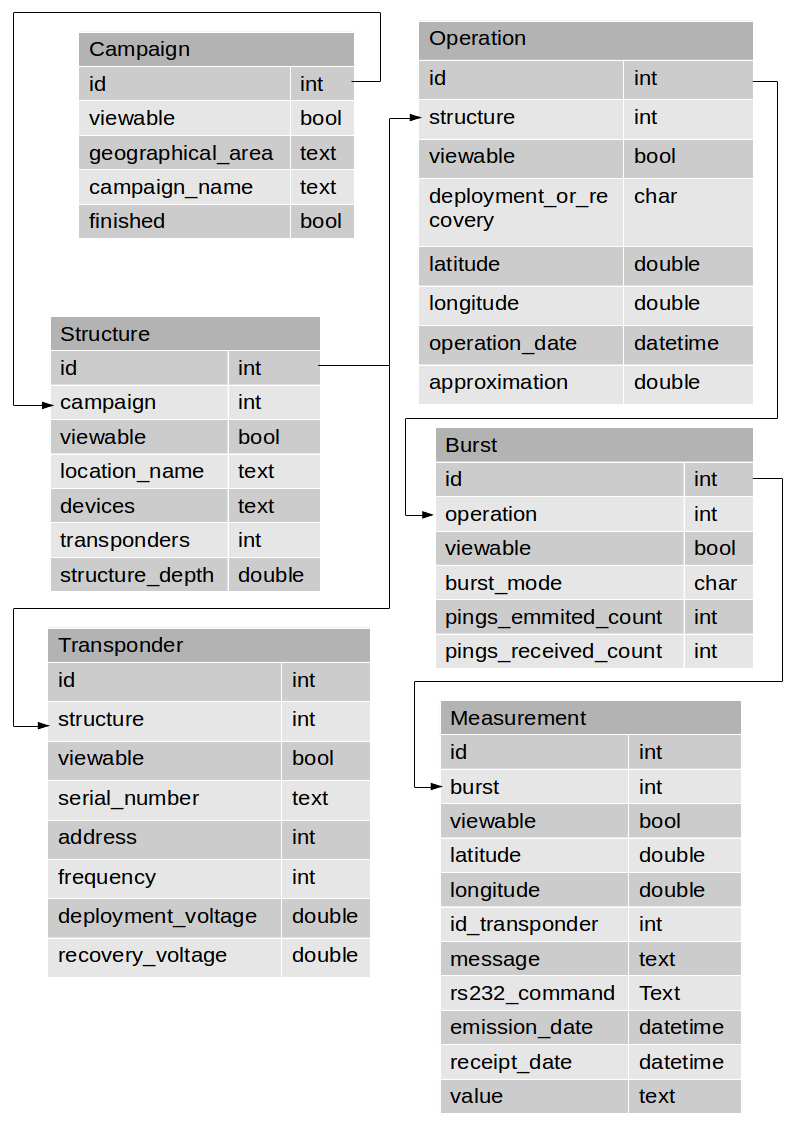 Campaign
id int
viewable bool
geographical_area text
campaign_name text
finished bool
Structure
id int
campaign int
viewable bool
location_name text
devices text
transponders int
structure_depth double
Transponder
id int
structure int
viewable bool
serial_number text
address int
frequency int
deployment_voltage double
recovery_voltage double
Operation
id int
structure int
viewable bool
deployment_or_re char
covery
latitude double
longitude double
operation_date datetime
approximation double
Burst
id int
operation int
viewable bool
burst_mode char
pings_emmited_count int
pings_received_count int
Measurement
id int
burst int
viewable bool
latitude double
longitude double
id_transponder int
message text
rs232_command Text
emission_date datetime
receipt_date datetime
value text